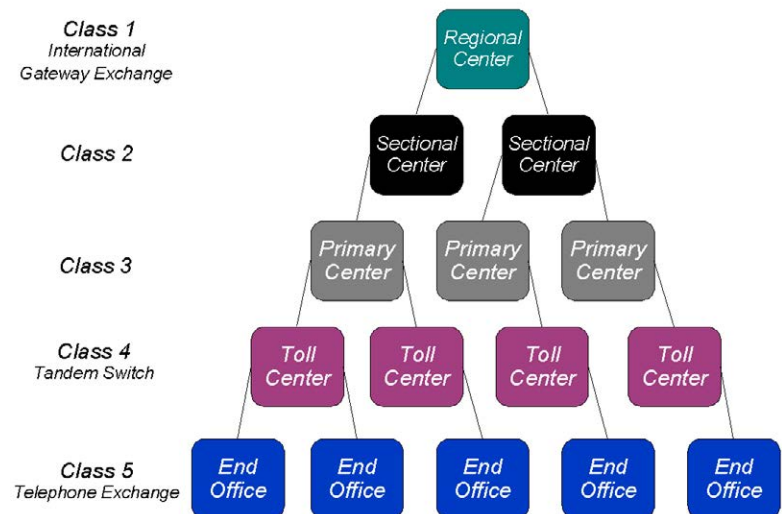 Class 1
International
Gateway Exchange
Regional
Center
Class 2
Sectional
Center
Sectional
Center
Class 3
Primary
Center
Primary
Center
Primary
Center
Class 4
Tandem Switch
Toll
Center
Toll
Center
Toll
Center
Toll
Center
Class 5
Telephone Exchange
End
Office
End
Office
End
Office
End
Office
End
Office